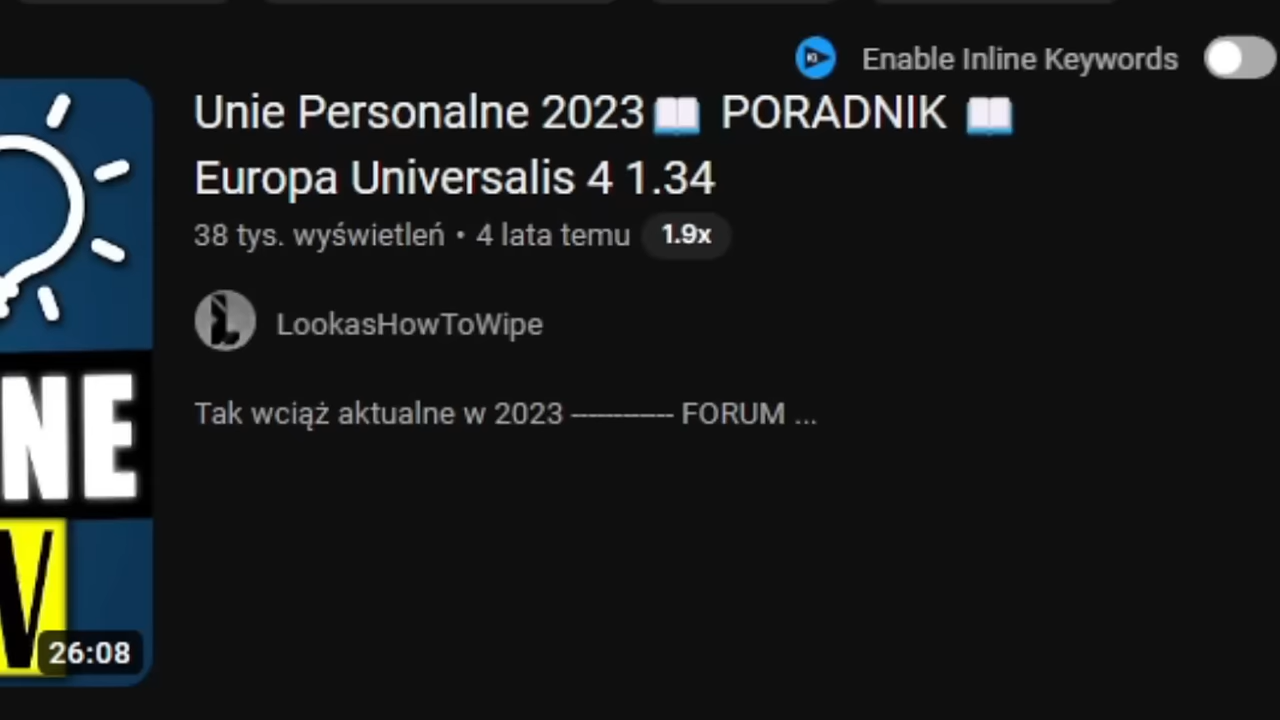 Enable Inline Keywords
Unie Personalne 2023📖 PORADNIK 📖
Europa Universalis 4 1.34
38 tys. wyświetleń • 4 lata temu 1.9x
LookasHowToWipe
Tak wciąż aktualne w 2023 ------------ FORUM ...
NE
V
26:08